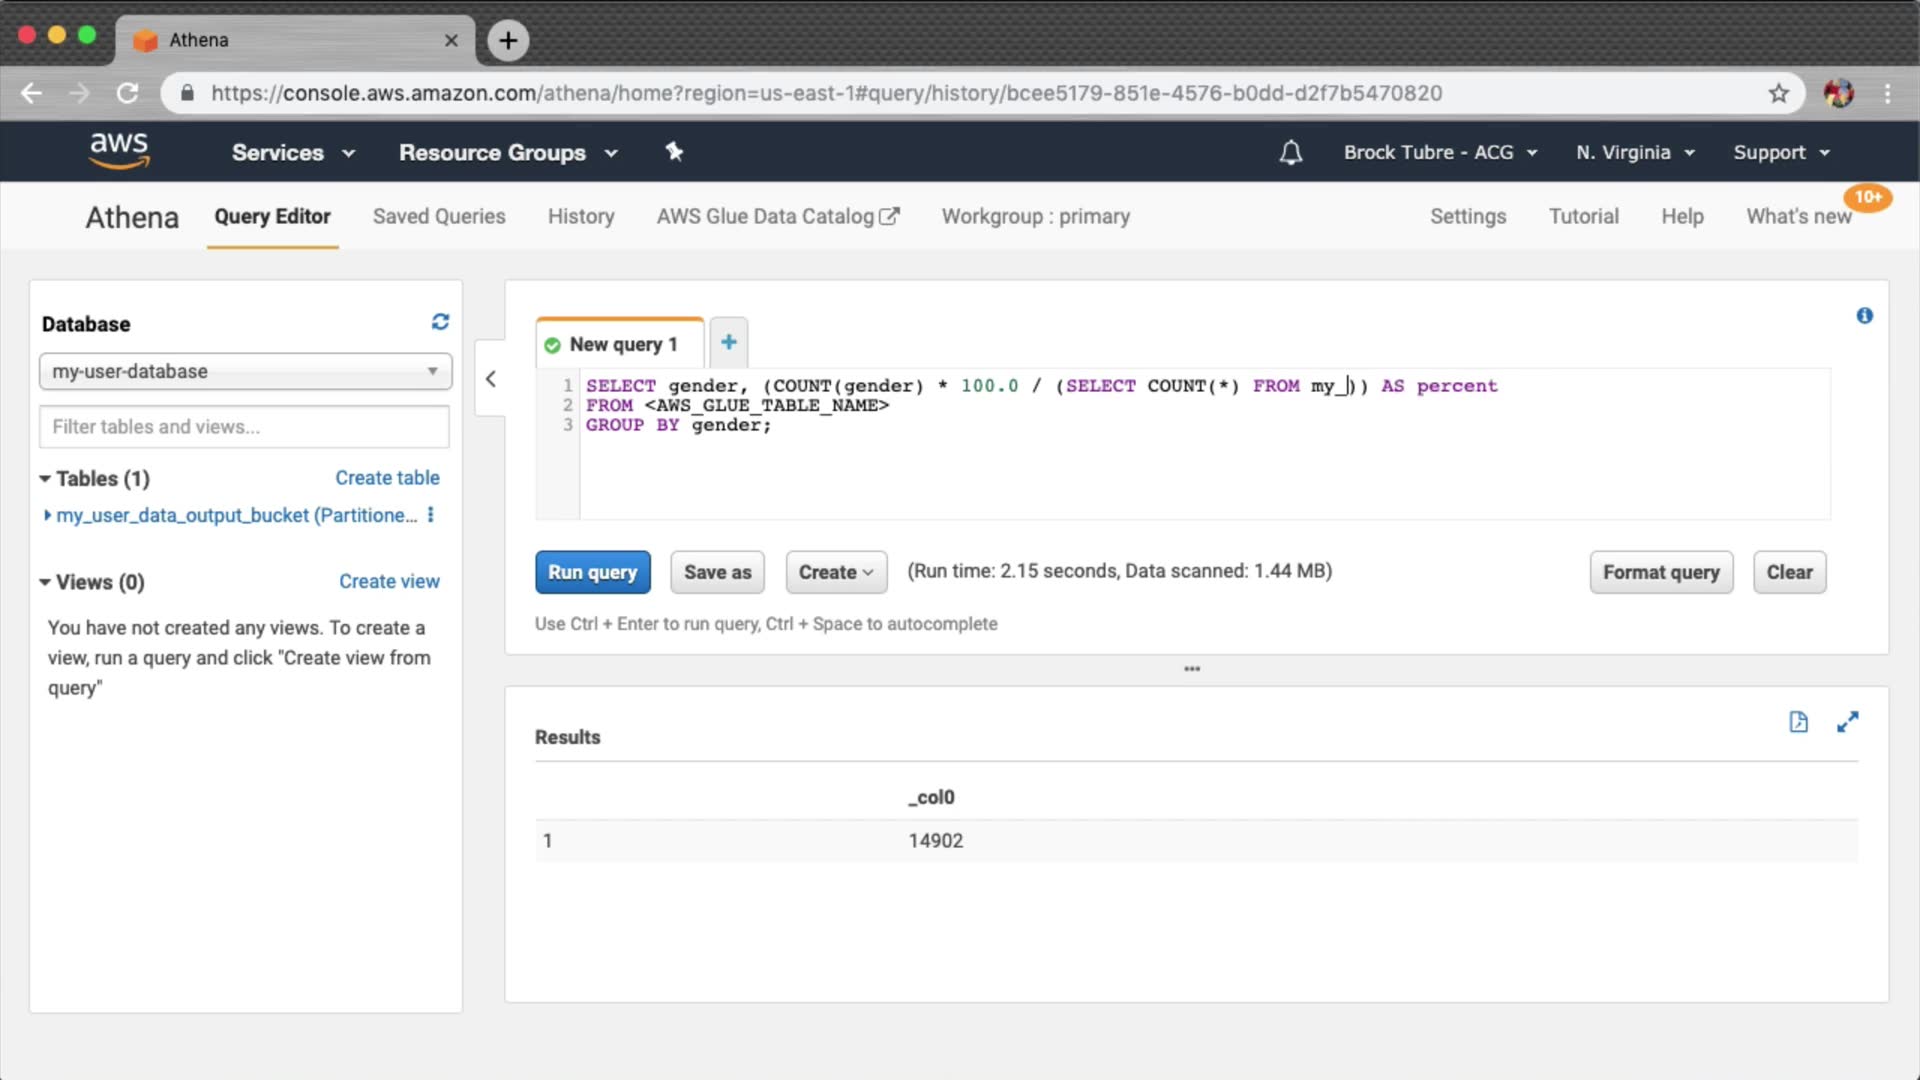 Athena
https://console.aws.amazon.com/athena/home?region=us-east-1#query/history/bcee5179-851e-4576-b0dd-d2f7b5470820
aws Services Resource Groups Brock Tubre - ACG N. Virginia Support
Athena Query Editor Saved Queries History AWS Glue Data Catalog Workgroup : primary Settings Tutorial Help What's new 10+
Database
my-user-database
Filter tables and views...
Tables (1) Create table
my_user_data_output_bucket (Partitione...
Views (0) Create view
You have not created any views. To create a
view, run a query and click "Create view from
query"
New query 1
1 SELECT gender, (COUNT(gender) * 100.0 / (SELECT COUNT(*) FROM my_)) AS percent
2 FROM <AWS_GLUE_TABLE_NAME>
3 GROUP BY gender;
Run query Save as Create (Run time: 2.15 seconds, Data scanned: 1.44 MB) Format query Clear
Use Ctrl + Enter to run query, Ctrl + Space to autocomplete
Results
_col0
1 14902